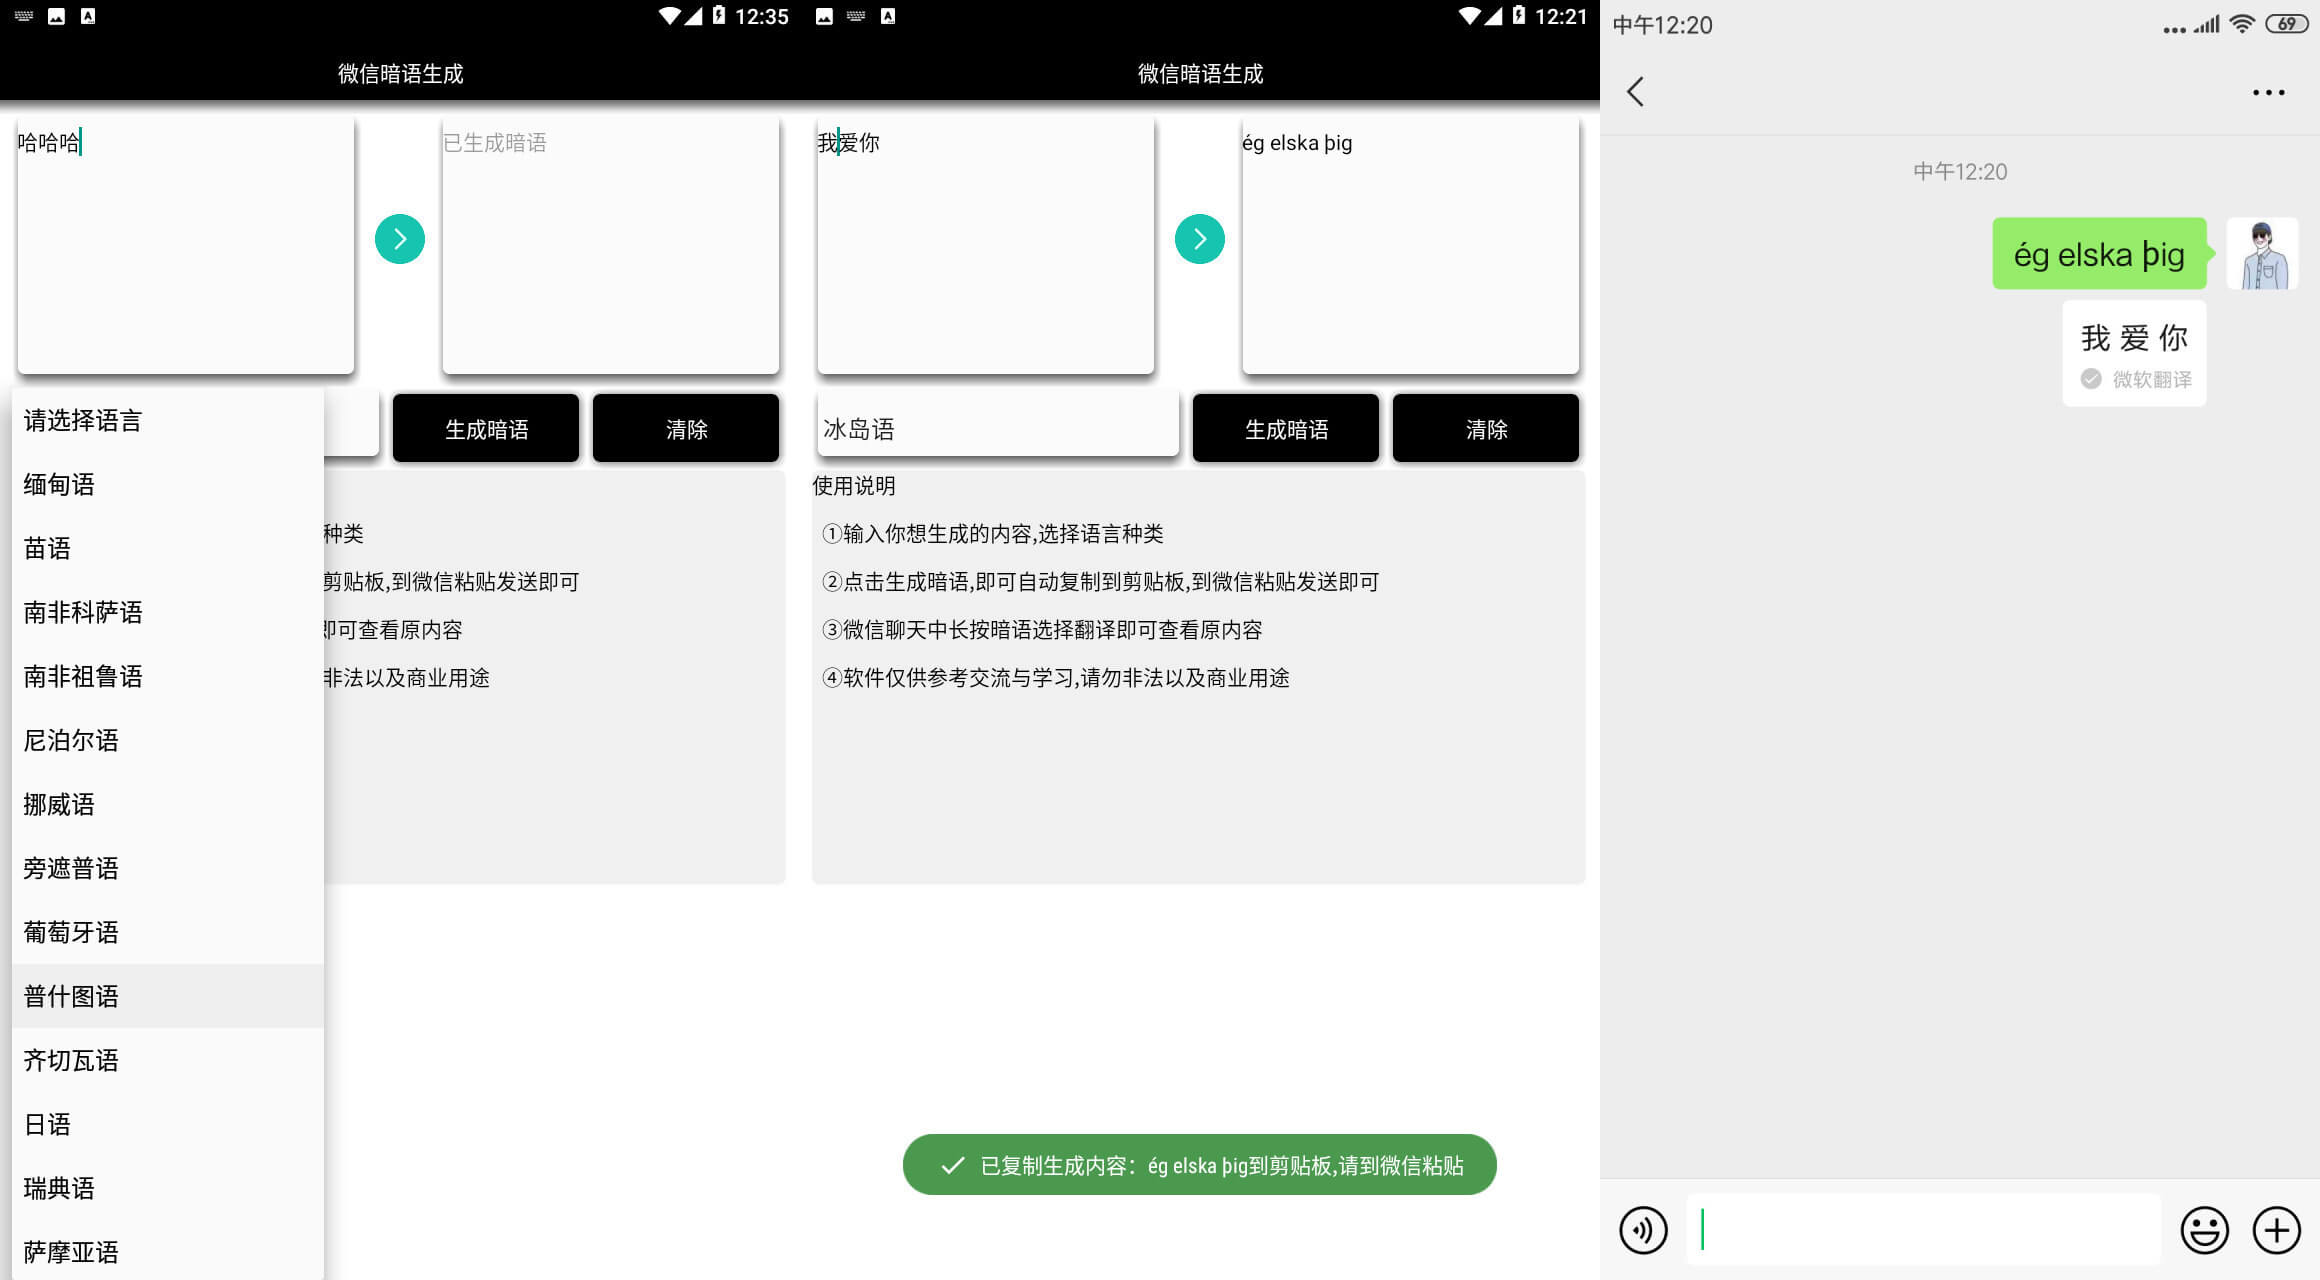 12:35
微信暗语生成
哈哈哈
已生成暗语
生成暗语
清除
请选择语言
缅甸语
苗语
南非科萨语
南非祖鲁语
尼泊尔语
挪威语
旁遮普语
葡萄牙语
普什图语
齐切瓦语
日语
瑞典语
萨摩亚语
种类
剪贴板,到微信粘贴发送即可
即可查看原内容
非法以及商业用途
12:21
微信暗语生成
我爱你
ég elska þig
冰岛语
生成暗语
清除
使用说明
①输入你想生成的内容,选择语言种类
②点击生成暗语,即可自动复制到剪贴板,到微信粘贴发送即可
③微信聊天中长按暗语选择翻译即可查看原内容
④软件仅供参考交流与学习,请勿非法以及商业用途
已复制生成内容：ég elska þig到剪贴板,请到微信粘贴
中午12:20
69
中午12:20
ég elska þig
我 爱 你
微软翻译